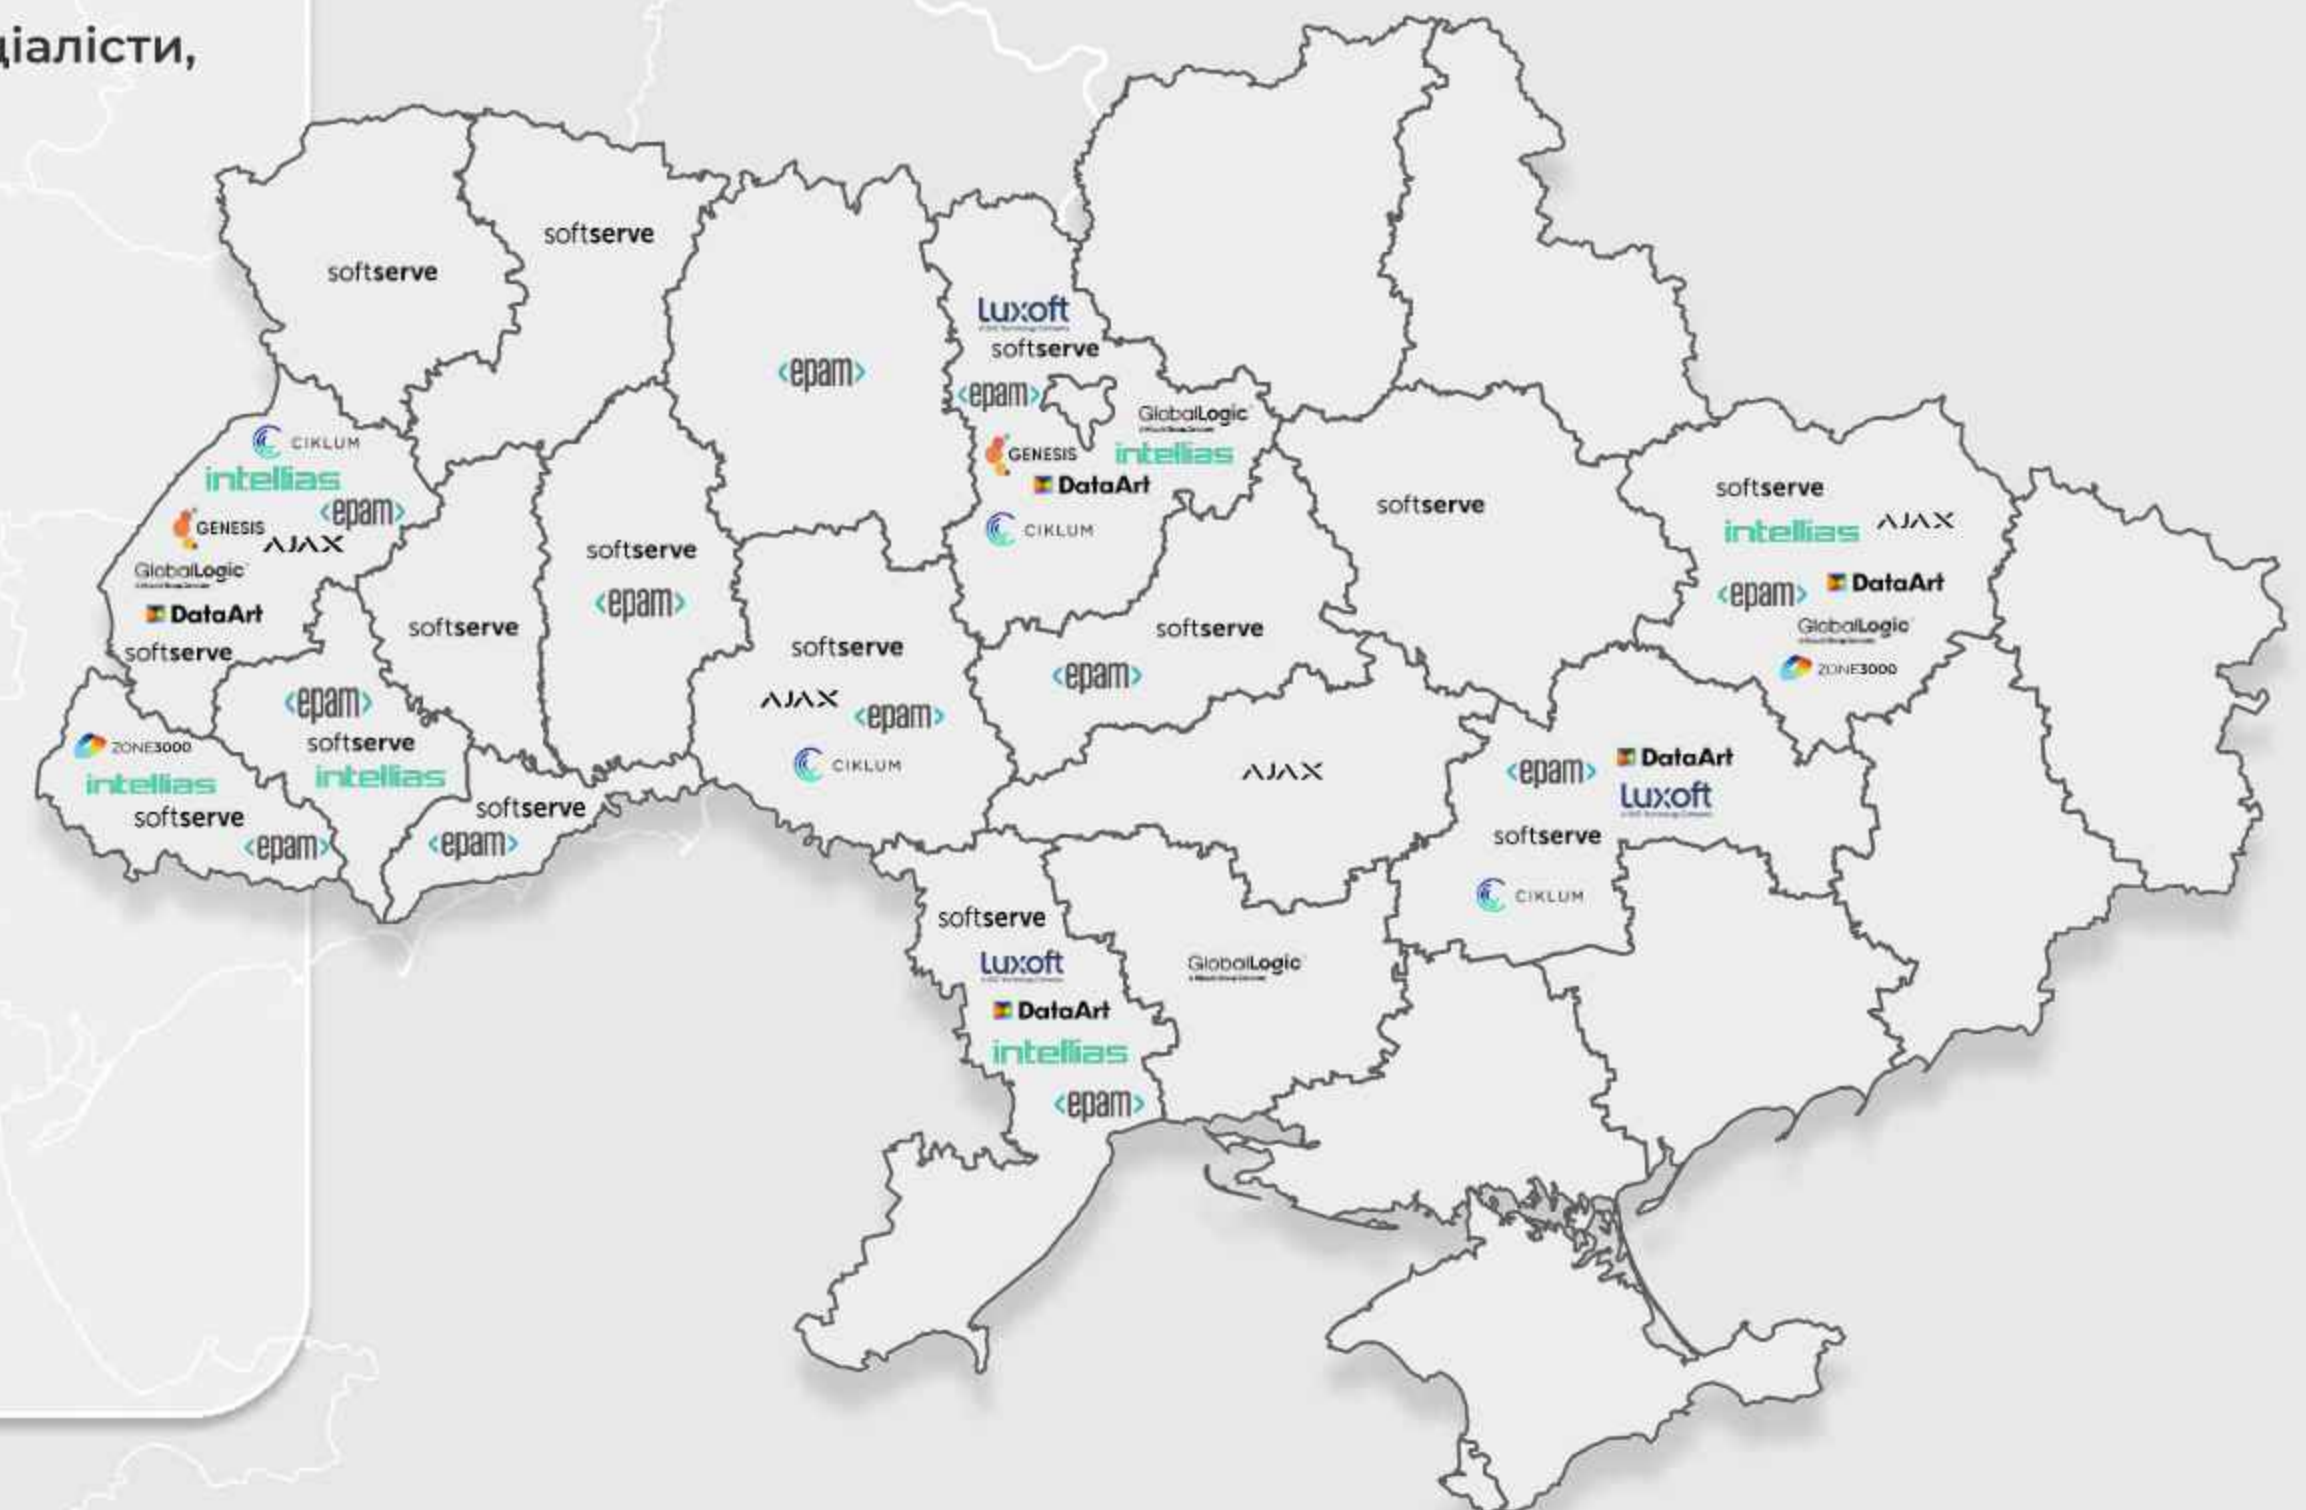 ціалісти,
softserve
softserve
<epam>
Luxoft
softserve
<epam>
GlobalLogic
GENESIS
intellias
DataArt
CIKLUM
CIKLUM
intellias
<epam>
GENESIS
AJAX
GlobalLogic
DataArt
softserve
softserve
softserve
<epam>
softserve
AJAX
<epam>
CIKLUM
softserve
<epam>
softserve
softserve
intellias
AJAX
<epam>
DataArt
GlobalLogic
ZONE3000
ZONE3000
intellias
softserve
<epam>
<epam>
softserve
intellias
softserve
<epam>
AJAX
<epam>
DataArt
Luxoft
softserve
CIKLUM
softserve
Luxoft
DataArt
intellias
<epam>
GlobalLogic